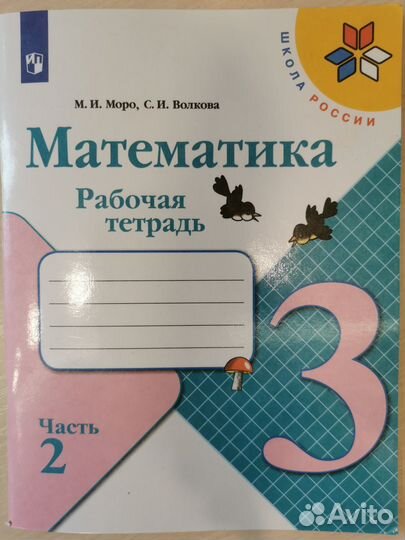 ШКОЛА РОССИИ
М. И. Моро, С. И. Волкова
Математика
Рабочая
тетрадь
3
Часть
2
Avito